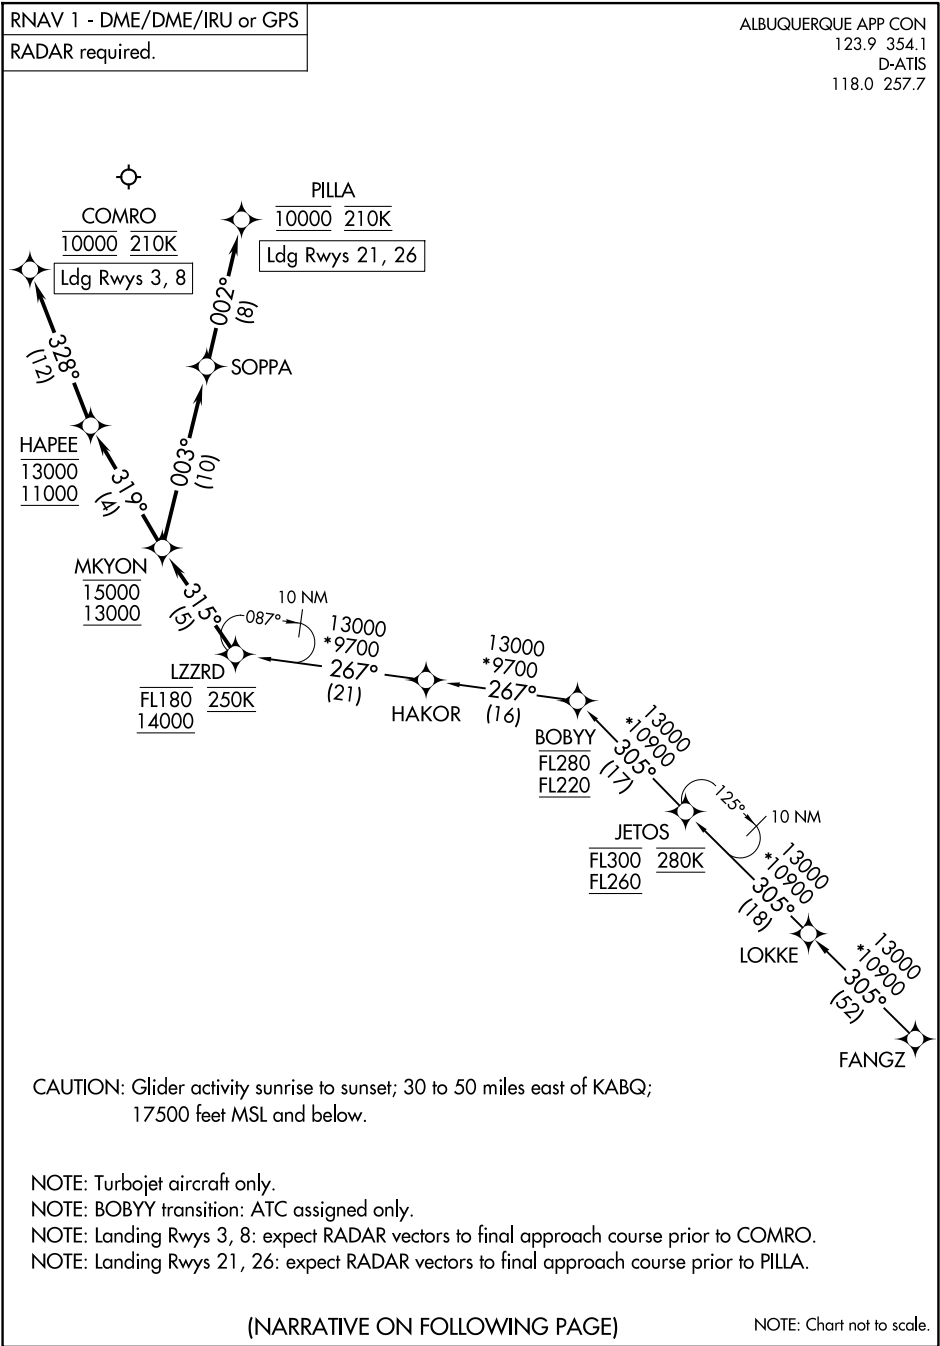 RNAV 1 - DME/DME/IRU or GPS
RADAR required.
ALBUQUERQUE APP CON
123.9 354.1
D-ATIS
118.0 257.7
PILLA
10000 210K
Ldg Rwys 21, 26
COMRO
10000 210K
Ldg Rwys 3, 8
002°
(8)
328°
(12)
SOPPA
HAPEE
13000
11000
003°
(10)
319°
(4)
MKYON
15000
13000
315°
(5)
087°
10 NM
13000
*9700
267°
(21)
LZZRD
FL180 250K
14000
HAKOR
13000
*9700
267°
(16)
BOBYY
FL280
FL220
13000
*10900
305°
(17)
125°
10 NM
JETOS
FL300 280K
FL260
13000
*10900
305°
(18)
LOKKE
13000
*10900
305°
(52)
FANGZ
CAUTION: Glider activity sunrise to sunset; 30 to 50 miles east of KABQ;
17500 feet MSL and below.
NOTE: Turbojet aircraft only.
NOTE: BOBYY transition: ATC assigned only.
NOTE: Landing Rwys 3, 8: expect RADAR vectors to final approach course prior to COMRO.
NOTE: Landing Rwys 21, 26: expect RADAR vectors to final approach course prior to PILLA.
(NARRATIVE ON FOLLOWING PAGE)
NOTE: Chart not to scale.